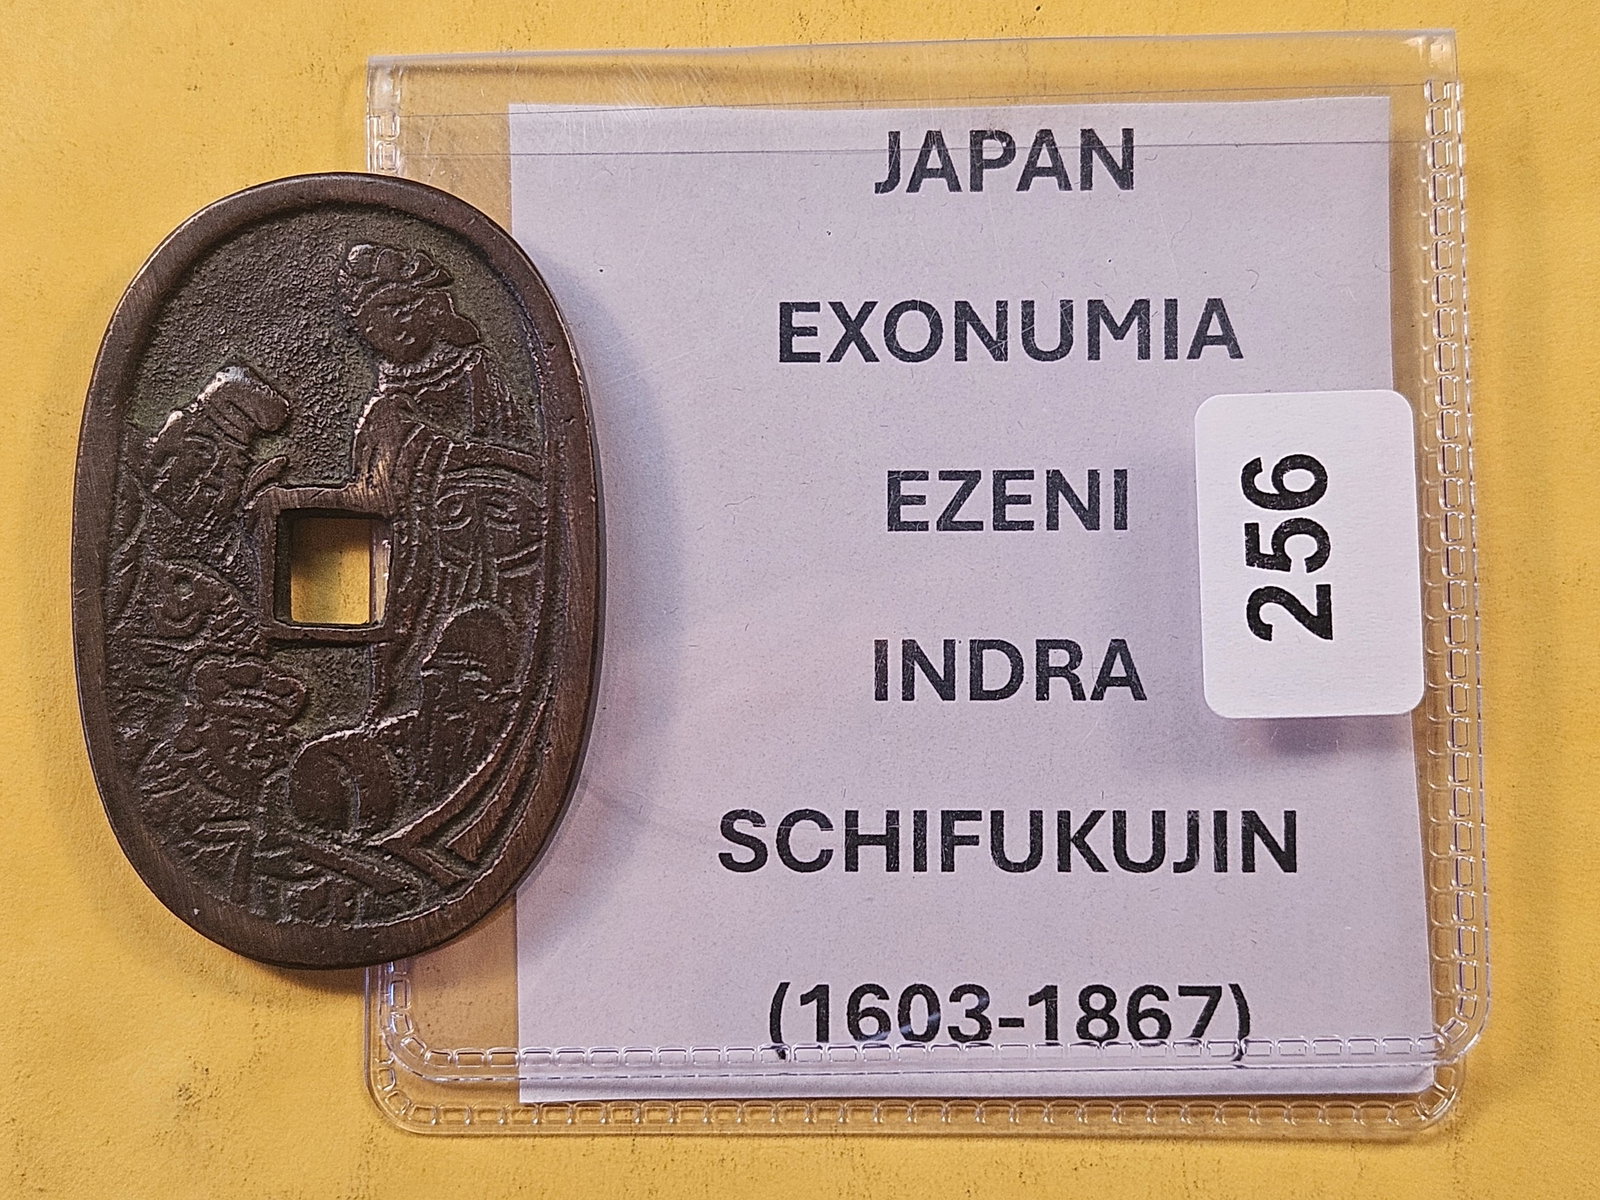 JAPAN
EXONUMIA
EZENI
INDRA
SCHIFUKUJIN
(1603-1867)
256